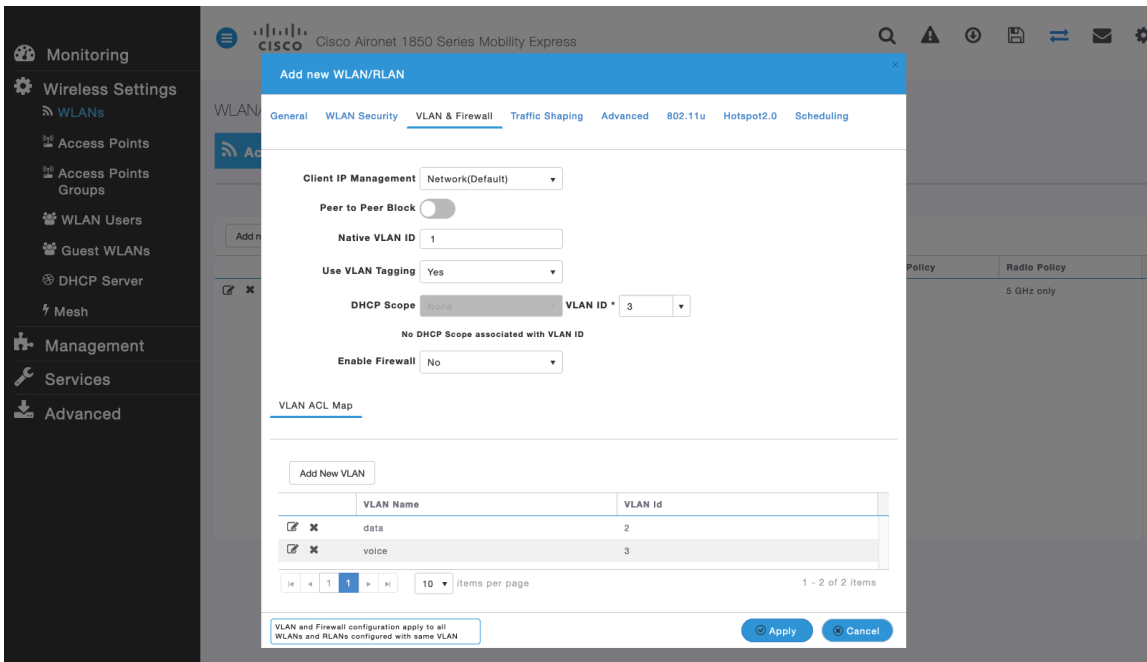 Monitoring
Wireless Settings
WLANs
Access Points
Access Points
Groups
WLAN Users
Guest WLANs
DHCP Server
Mesh
Management
Services
Advanced
CISCO Cisco Aironet 1850 Series Mobility Express
WLAN/
Ac
Add n
Policy Radio Policy
5 GHz only
Add new WLAN/RLAN
General WLAN Security VLAN & Firewall Traffic Shaping Advanced 802.11u Hotspot2.0 Scheduling
Client IP Management Network(Default)
Peer to Peer Block
Native VLAN ID 1
Use VLAN Tagging Yes
DHCP Scope None VLAN ID * 3
No DHCP Scope associated with VLAN ID
Enable Firewall No
VLAN ACL Map
Add New VLAN
VLAN Name VLAN Id
data 2
voice 3
1 1 10 items per page 1 - 2 of 2 items
VLAN and Firewall configuration apply to all
WLANs and RLANs configured with same VLAN
Apply Cancel